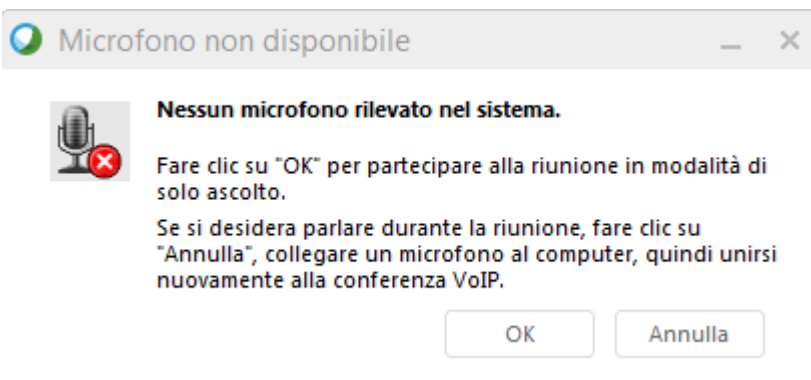 Microfono non disponibile
Nessun microfono rilevato nel sistema.
Fare clic su "OK" per partecipare alla riunione in modalità di
solo ascolto.
Se si desidera parlare durante la riunione, fare clic su
"Annulla", collegare un microfono al computer, quindi unirsi
nuovamente alla conferenza VoIP.
OK Annulla